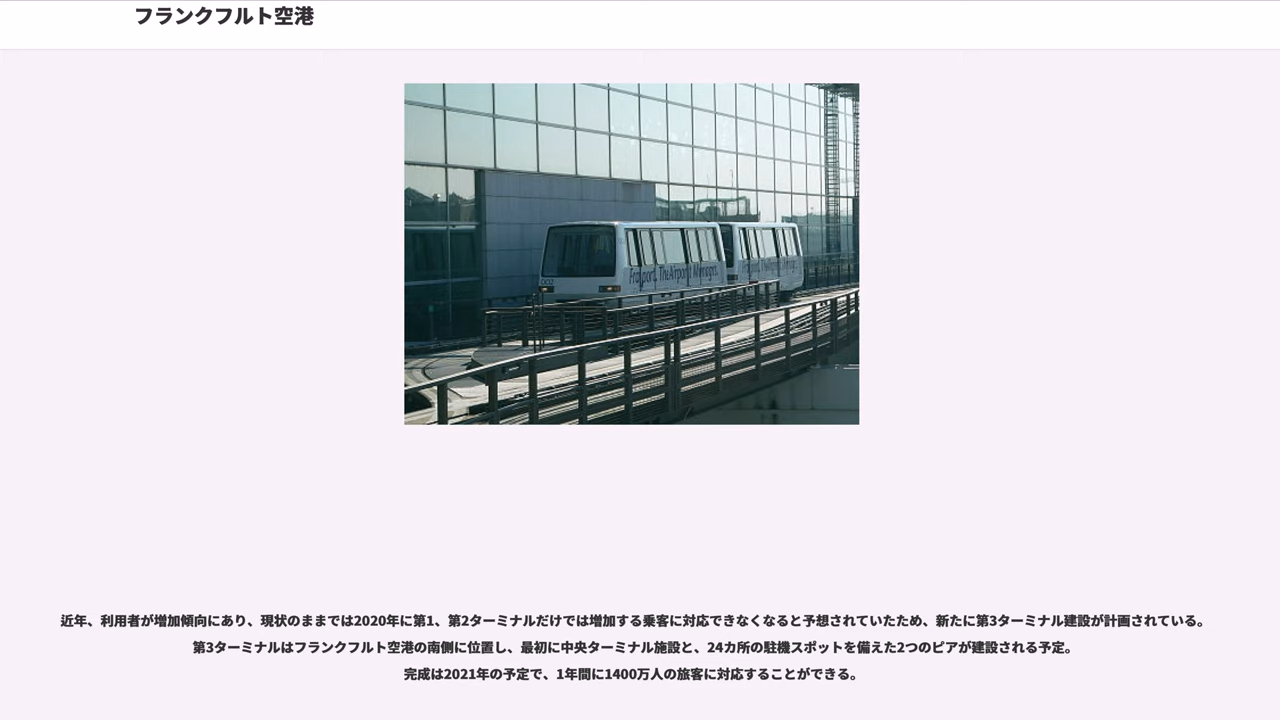 フランクフルト空港
Fraport. The Airport Managers.
002
近年、利用者が増加傾向にあり、現状のままでは2020年に第1、第2ターミナルだけでは増加する乗客に対応できなくなると予想されていたため、新たに第3ターミナル建設が計画されている。
第3ターミナルはフランクフルト空港の南側に位置し、最初に中央ターミナル施設と、24カ所の駐機スポットを備えた2つのピアが建設される予定。
完成は2021年の予定で、1年間に1400万人の旅客に対応することができる。